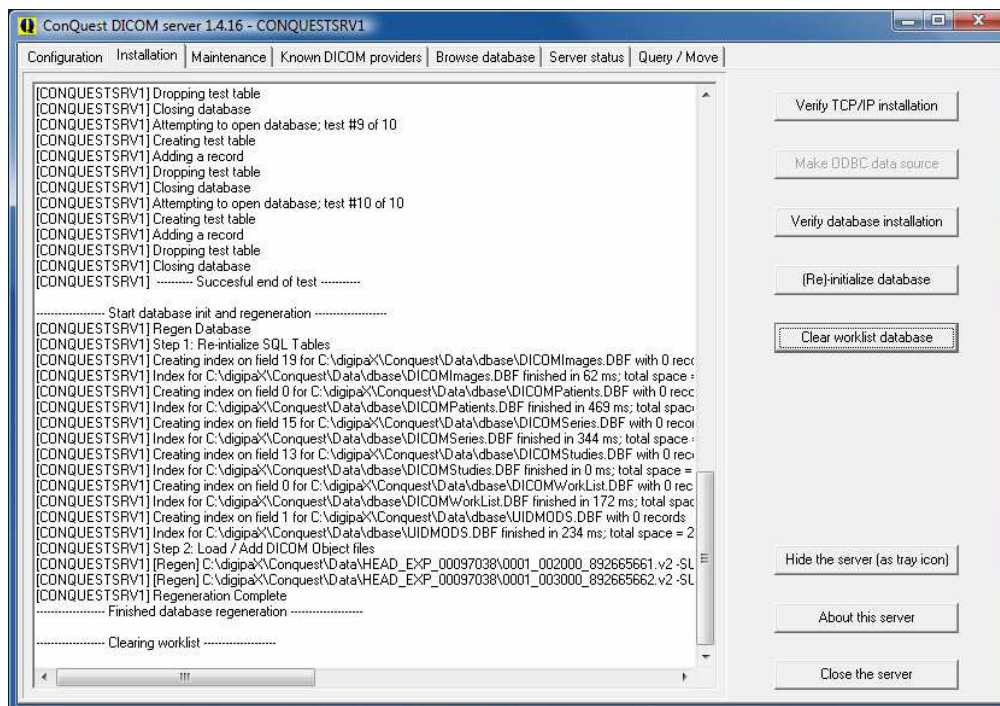 ConQuest DICOM server 1.4.16 - CONQUESTSRV1
Configuration Installation Maintenance Known DICOM providers Browse database Server status Query / Move
[CONQUESTSRV1] Dropping test table
[CONQUESTSRV1] Closing database
[CONQUESTSRV1] Attempting to open database; test #9 of 10
[CONQUESTSRV1] Creating test table
[CONQUESTSRV1] Adding a record
[CONQUESTSRV1] Dropping test table
[CONQUESTSRV1] Closing database
[CONQUESTSRV1] Attempting to open database; test #10 of 10
[CONQUESTSRV1] Creating test table
[CONQUESTSRV1] Adding a record
[CONQUESTSRV1] Dropping test table
[CONQUESTSRV1] Closing database
[CONQUESTSRV1] ---------- Succesful end of test -----------
------------------- Start database init and regeneration --------------------
[CONQUESTSRV1] Regen Database
[CONQUESTSRV1] Step 1: Re-intialize SQL Tables
[CONQUESTSRV1] Creating index on field 19 for C:\digipaX\Conquest\Data\dbase\DICOMImages.DBF with 0 recc
[CONQUESTSRV1] Index for C:\digipaX\Conquest\Data\dbase\DICOMImages.DBF finished in 62 ms; total space =
[CONQUESTSRV1] Creating index on field 0 for C:\digipaX\Conquest\Data\dbase\DICOMPatients.DBF with 0 recc
[CONQUESTSRV1] Index for C:\digipaX\Conquest\Data\dbase\DICOMPatients.DBF finished in 469 ms; total spac
[CONQUESTSRV1] Creating index on field 15 for C:\digipaX\Conquest\Data\dbase\DICOMSeries.DBF with 0 recor
[CONQUESTSRV1] Index for C:\digipaX\Conquest\Data\dbase\DICOMSeries.DBF finished in 344 ms; total space =
[CONQUESTSRV1] Creating index on field 13 for C:\digipaX\Conquest\Data\dbase\DICOMStudies.DBF with 0 rec
[CONQUESTSRV1] Index for C:\digipaX\Conquest\Data\dbase\DICOMStudies.DBF finished in 0 ms; total space =
[CONQUESTSRV1] Creating index on field 0 for C:\digipaX\Conquest\Data\dbase\DICOMWorkList.DBF with 0 rec
[CONQUESTSRV1] Index for C:\digipaX\Conquest\Data\dbase\DICOMWorkList.DBF finished in 172 ms; total spac
[CONQUESTSRV1] Creating index on field 1 for C:\digipaX\Conquest\Data\dbase\UIDMODS.DBF with 0 records
[CONQUESTSRV1] Index for C:\digipaX\Conquest\Data\dbase\UIDMODS.DBF finished in 234 ms; total space = 2
[CONQUESTSRV1] Step 2: Load / Add DICOM Object files
[CONQUESTSRV1] [Regen] C:\digipaX\Conquest\Data\HEAD_EXP_00097038\0001_002000_892665661.v2 -SU
[CONQUESTSRV1] [Regen] C:\digipaX\Conquest\Data\HEAD_EXP_00097038\0001_003000_892665662.v2 -SU
[CONQUESTSRV1] Regeneration Complete
------------------- Finished database regeneration --------------------
------------------- Clearing worklist --------------------
Verify TCP/IP installation
Make ODBC data source
Verify database installation
(Re)-initialize database
Clear worklist database
Hide the server (as tray icon)
About this server
Close the server